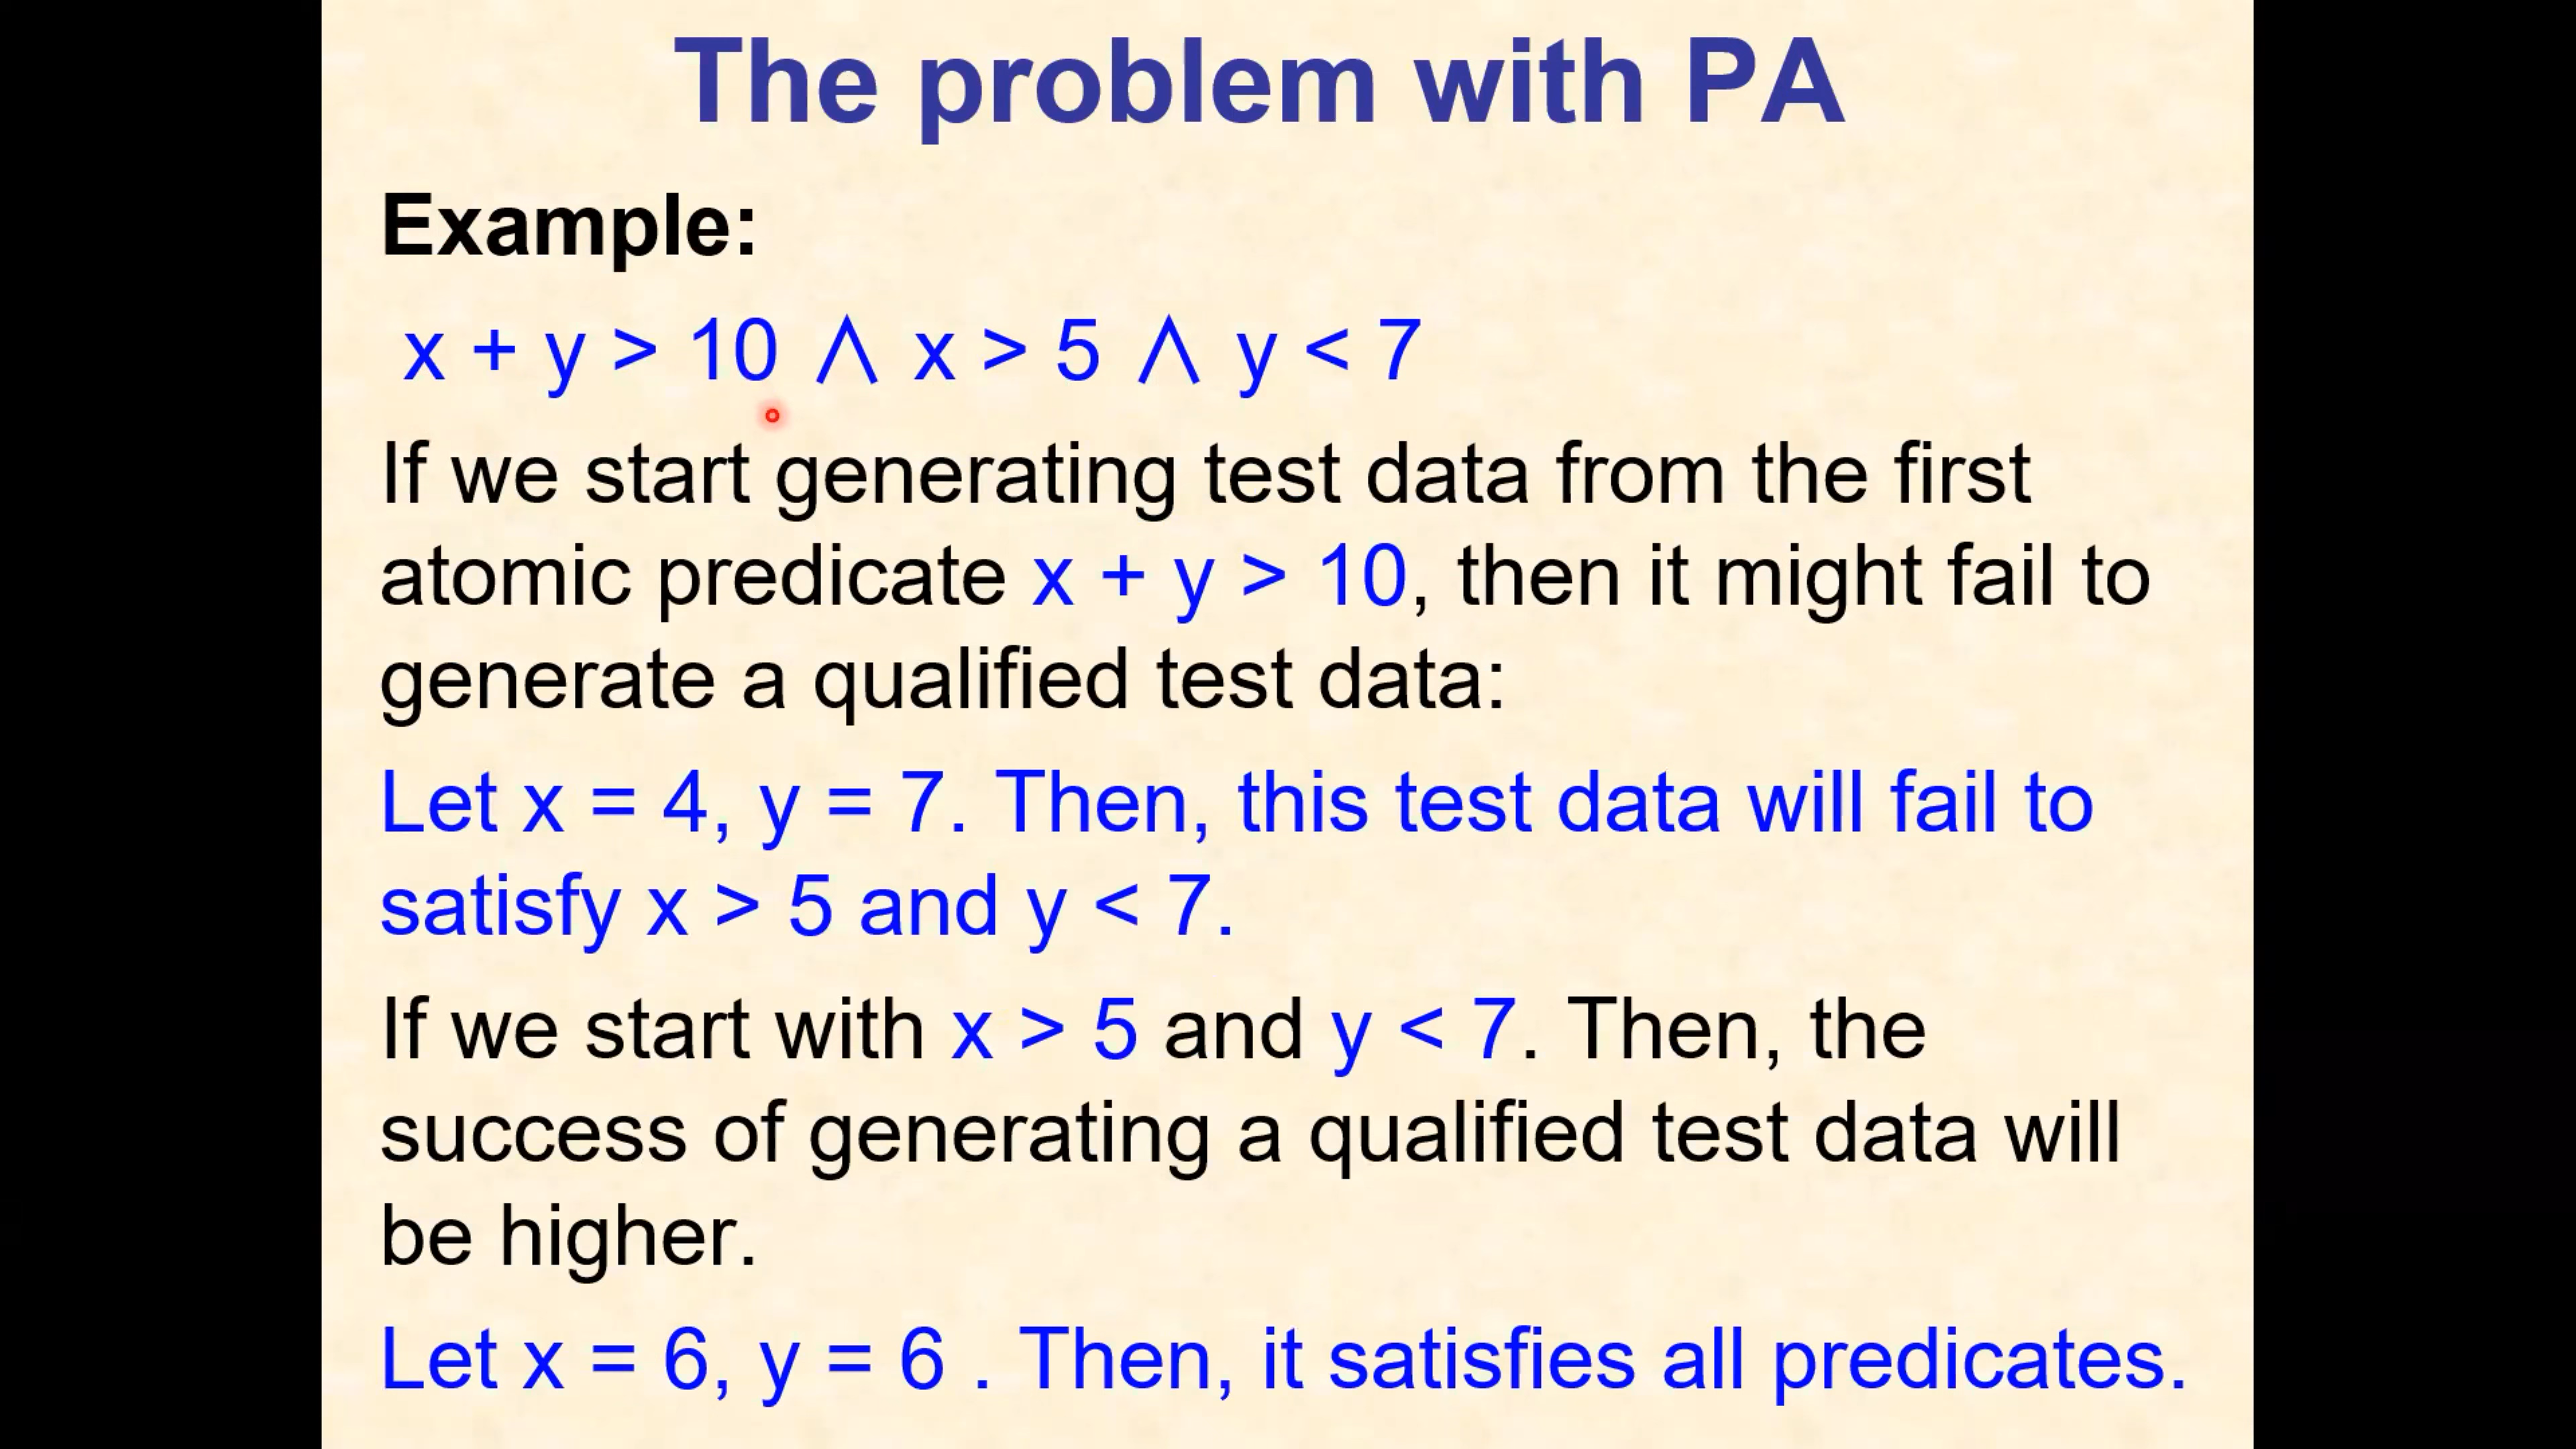 The problem with PA
Example:
x + y > 10 ⋀ x > 5 ⋀ y < 7
If we start generating test data from the first
atomic predicate x + y > 10, then it might fail to
generate a qualified test data:
Let x = 4, y = 7. Then, this test data will fail to
satisfy x > 5 and y < 7.
If we start with x > 5 and y < 7. Then, the
success of generating a qualified test data will
be higher.
Let x = 6, y = 6 . Then, it satisfies all predicates.